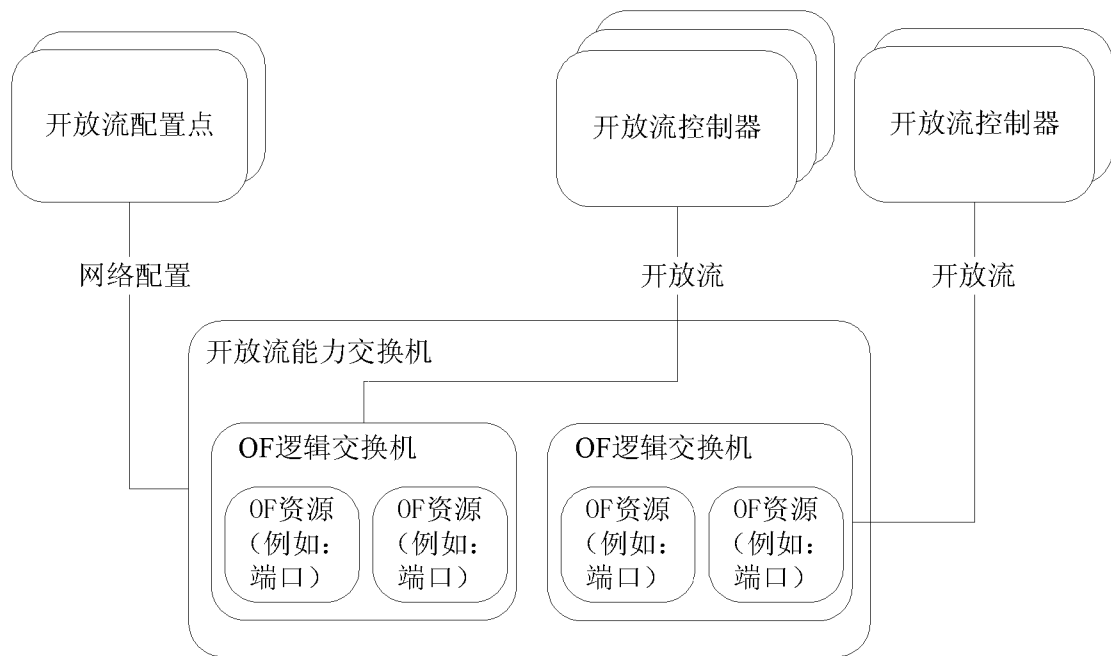 开放流配置点
开放流控制器
开放流控制器
网络配置
开放流
开放流
开放流能力交换机
OF逻辑交换机
OF逻辑交换机
OF资源
(例如:
端口)
OF资源
(例如:
端口)
OF资源
(例如:
端口)
OF资源
(例如:
端口)